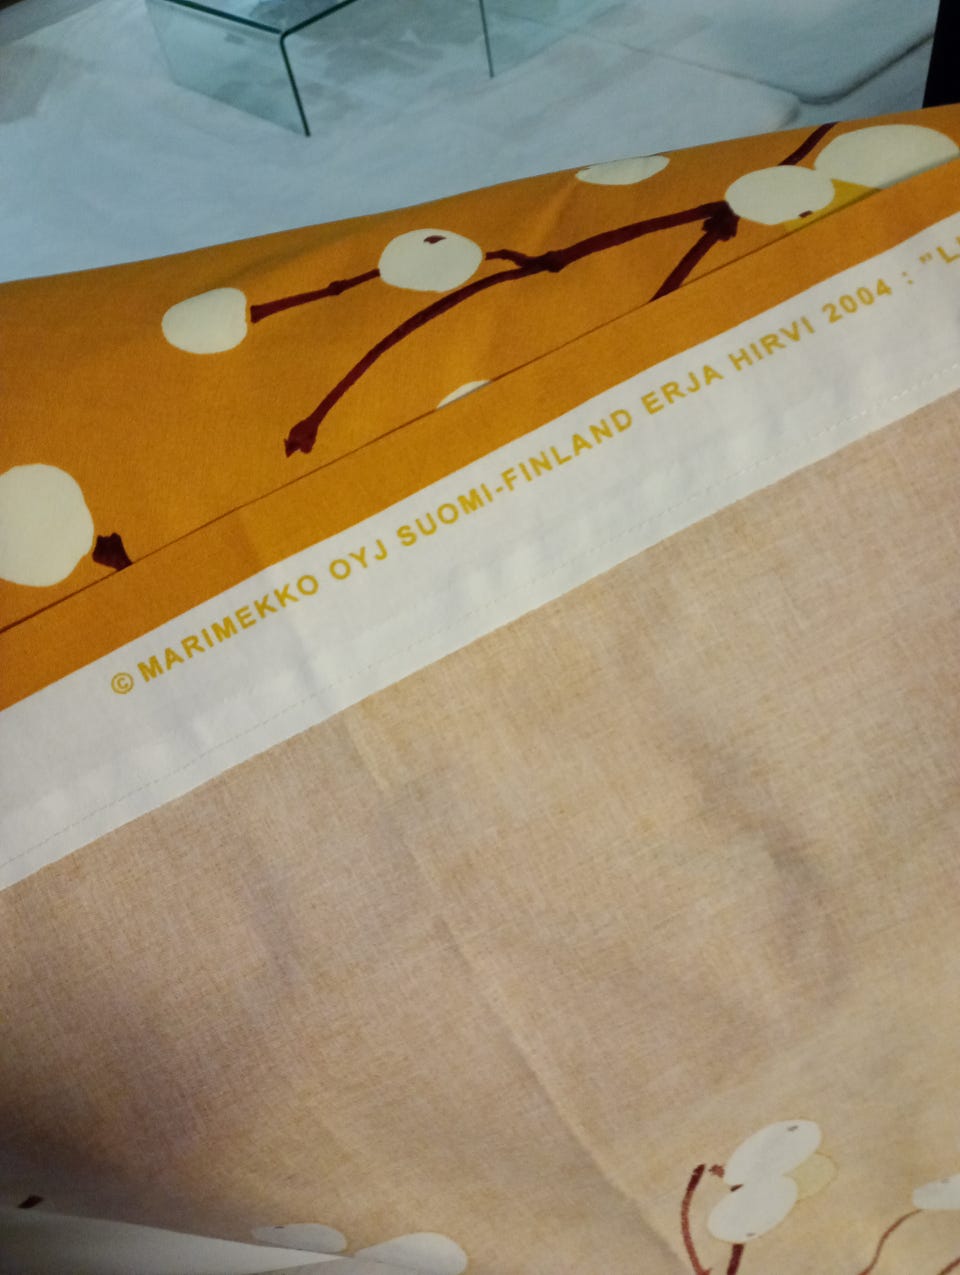 © MARIMEKKO OYJ SUOMI-FINLAND ERJA HIRVI 2004 : "L